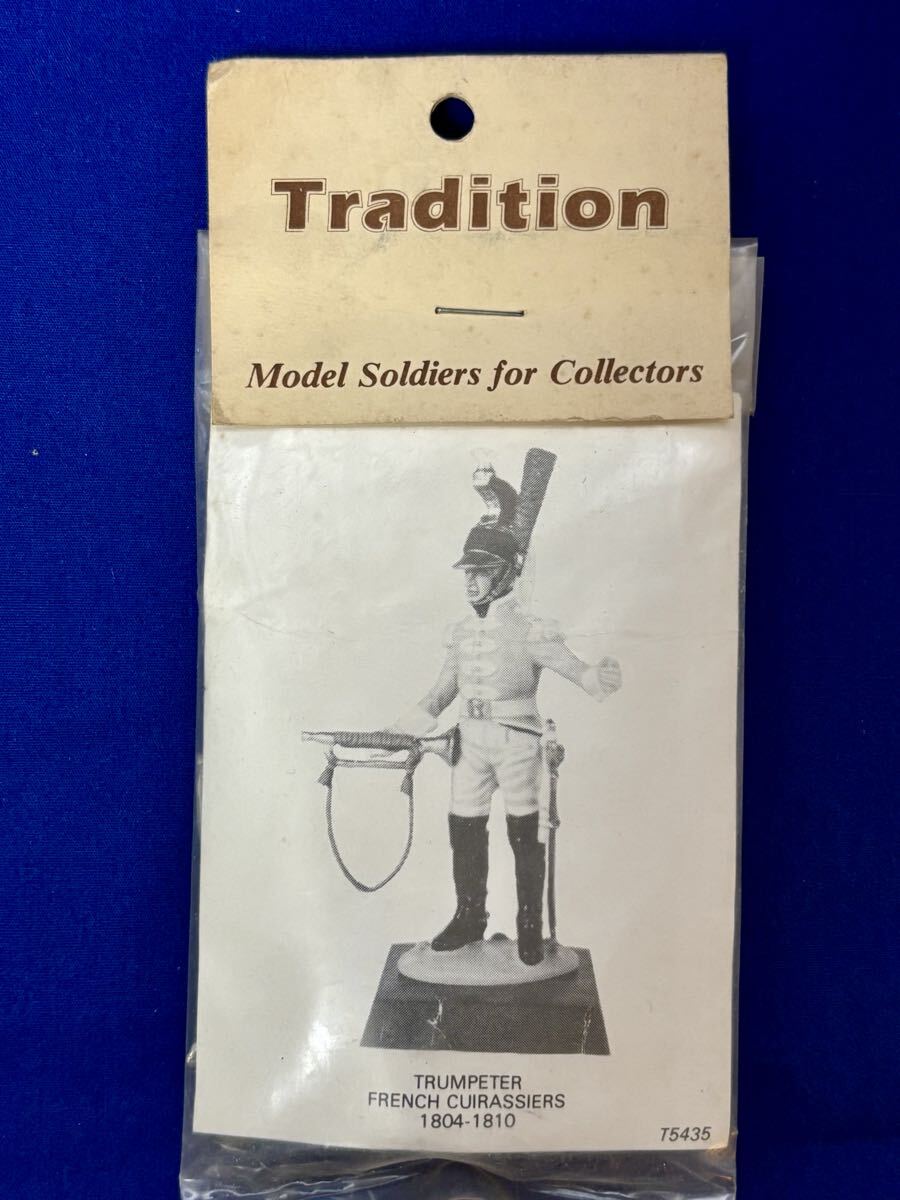 Tradition
Model Soldiers for Collectors
TRUMPETER
FRENCH CUIRASSIERS
1804-1810
T5435